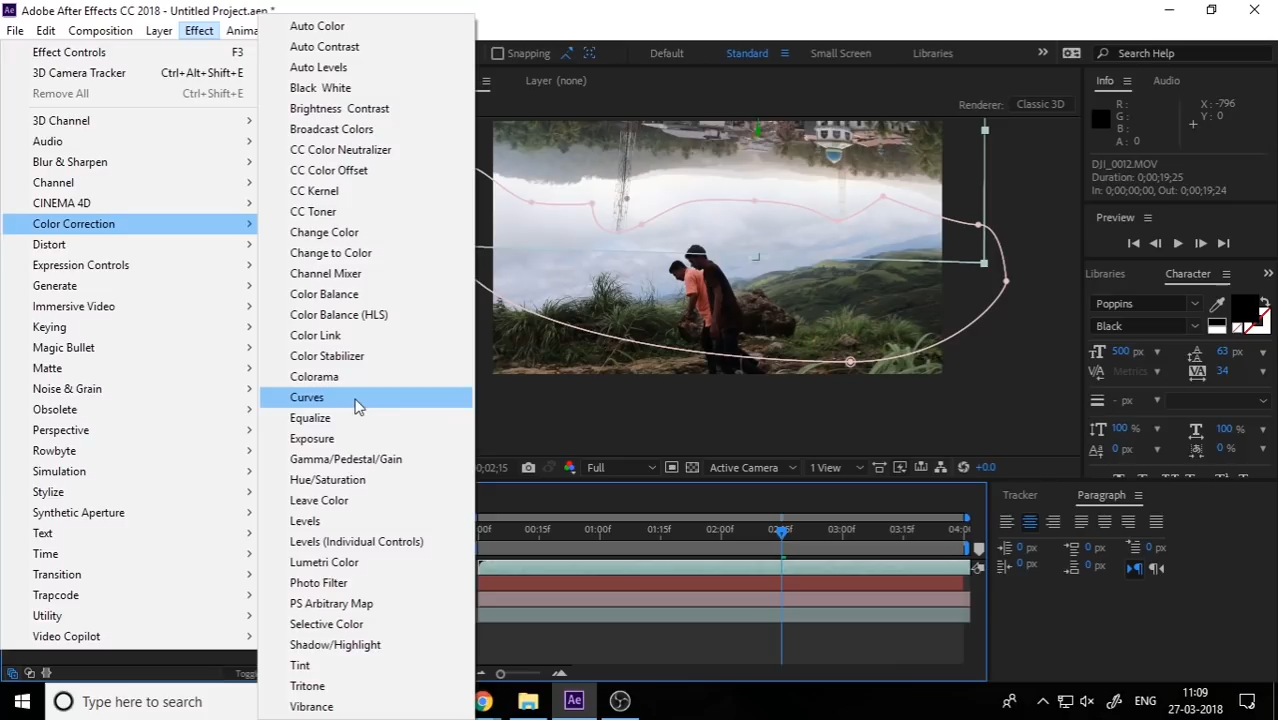 Adobe After Effects CC 2018 - Untitled Project.aep *
File Edit Composition Layer Effect Anima
Effect Controls F3
3D Camera Tracker Ctrl+Alt+Shift+E
Remove All Ctrl+Shift+E
3D Channel
Audio
Blur & Sharpen
Channel
CINEMA 4D
Color Correction
Distort
Expression Controls
Generate
Immersive Video
Keying
Magic Bullet
Matte
Noise & Grain
Obsolete
Perspective
Rowbyte
Simulation
Stylize
Synthetic Aperture
Text
Time
Transition
Trapcode
Utility
Video Copilot
Auto Color
Auto Contrast
Auto Levels
Black White
Brightness Contrast
Broadcast Colors
CC Color Neutralizer
CC Color Offset
CC Kernel
CC Toner
Change Color
Change to Color
Channel Mixer
Color Balance
Color Balance (HLS)
Color Link
Color Stabilizer
Colorama
Curves
Equalize
Exposure
Gamma/Pedestal/Gain
Hue/Saturation
Leave Color
Levels
Levels (Individual Controls)
Lumetri Color
Photo Filter
PS Arbitrary Map
Selective Color
Shadow/Highlight
Tint
Tritone
Vibrance
Snapping Default Standard Small Screen Libraries Search Help
Layer (none)
Renderer: Classic 3D
Info Audio
R :
G :
B :
A : 0
X : -796
Y : 0
DJI_0012.MOV
Duration: 0;00;19;25
In: 0;00;00;00, Out: 0;00;19;24
Preview
Libraries Character
Poppins
Black
500 px 63 px
Metrics 34
- px
100 % 100 %
0 px 0 %
0;02;15 Full Active Camera 1 View +0.0
Tracker Paragraph
0 px 0 px 0 px
0 px 0 px
00f 00:15f 01:00f 01:15f 02:00f 02:15f 03:00f 03:15f 04:00
Toggl
Type here to search
Ae
ENG
11:09
27-03-2018